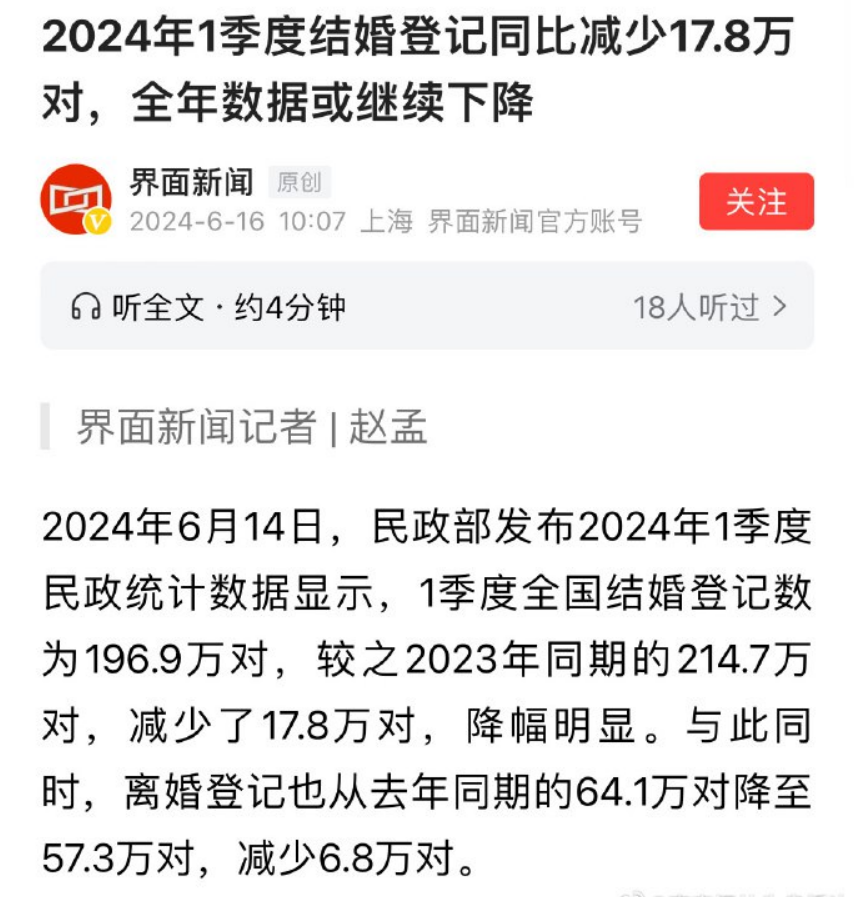 2024年1季度结婚登记同比减少17.8万
对，全年数据或继续下降
界面新闻 原创
2024-6-16 10:07 上海 界面新闻官方账号
关注
听全文·约4分钟
18人听过 >
界面新闻记者 | 赵孟
2024年6月14日，民政部发布2024年1季度
民政统计数据显示，1季度全国结婚登记数
为196.9万对，较之2023年同期的214.7万
对，减少了17.8万对，降幅明显。与此同
时，离婚登记也从去年同期的64.1万对降至
57.3万对，减少6.8万对。